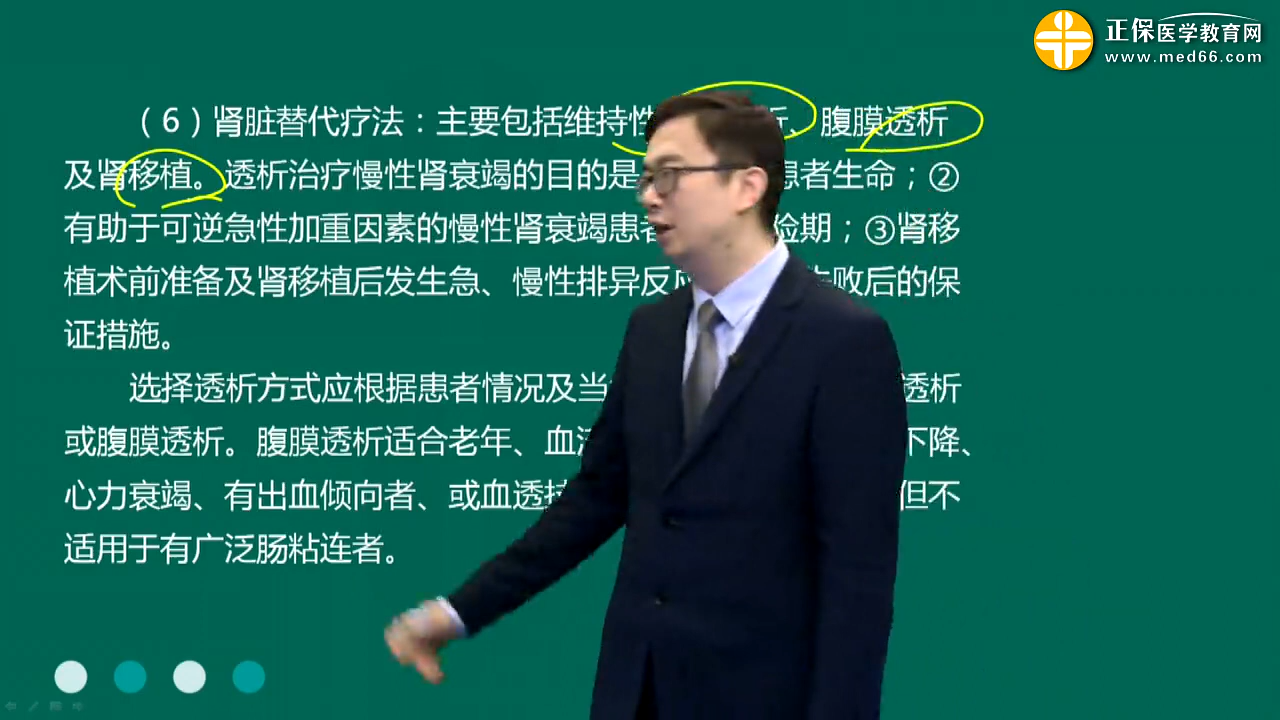 正保医学教育网
www.med66.com
（6）肾脏替代疗法：主要包括维持性 析、腹膜透析
及肾移植。透析治疗慢性肾衰竭的目的是 患者生命；②
有助于可逆急性加重因素的慢性肾衰竭患者 险期；③肾移
植术前准备及肾移植后发生急、慢性排异反应 失败后的保
证措施。
选择透析方式应根据患者情况及当 透析
或腹膜透析。腹膜透析适合老年、血 下降、
心力衰竭、有出血倾向者、或血透 但不
适用于有广泛肠粘连者。